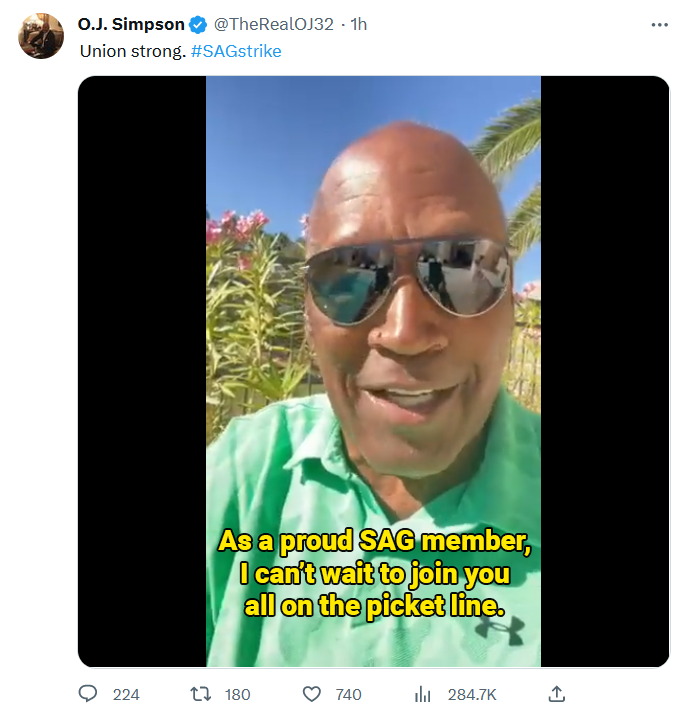 O.J. Simpson @TheRealOJ32 · 1h
Union strong. #SAGstrike
As a proud SAG member,
I can't wait to join you
all on the picket line.
224 180 740 284.7K